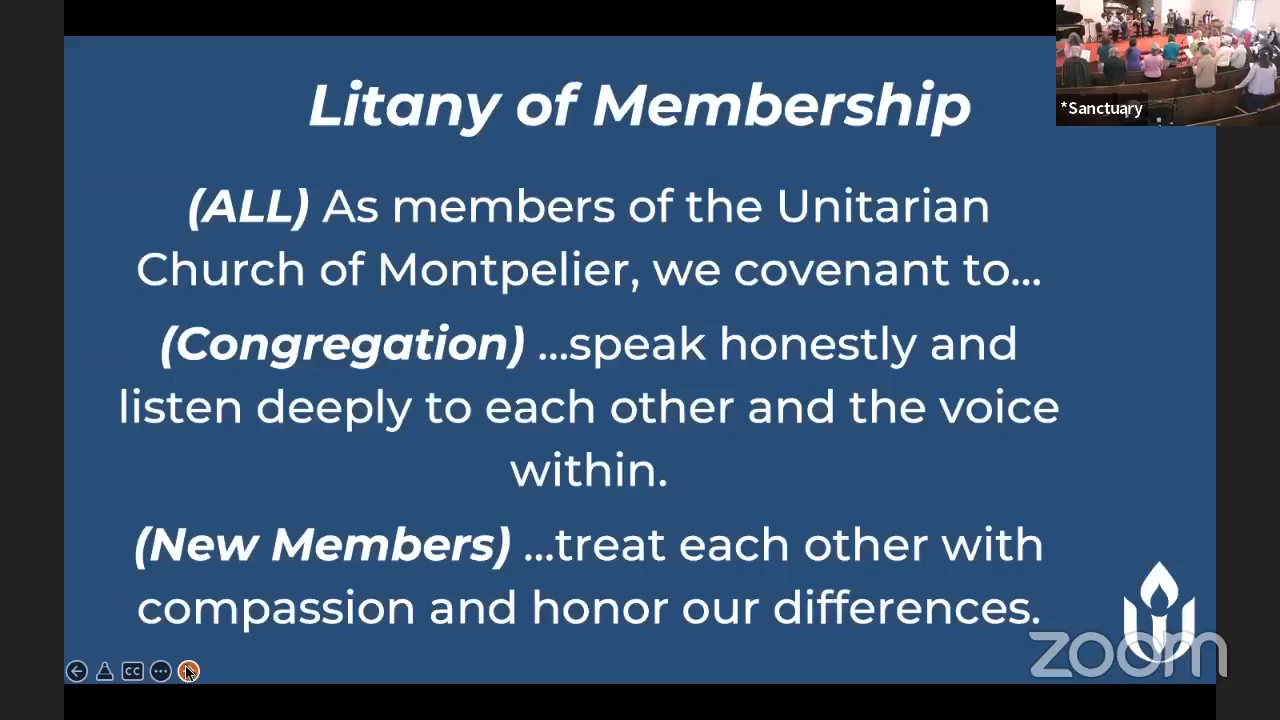 Litany of Membership
*Sanctuary
(ALL) As members of the Unitarian
Church of Montpelier, we covenant to...
(Congregation) ...speak honestly and
listen deeply to each other and the voice
within.
(New Members) ...treat each other with
compassion and honor our differences.
zoom
CC